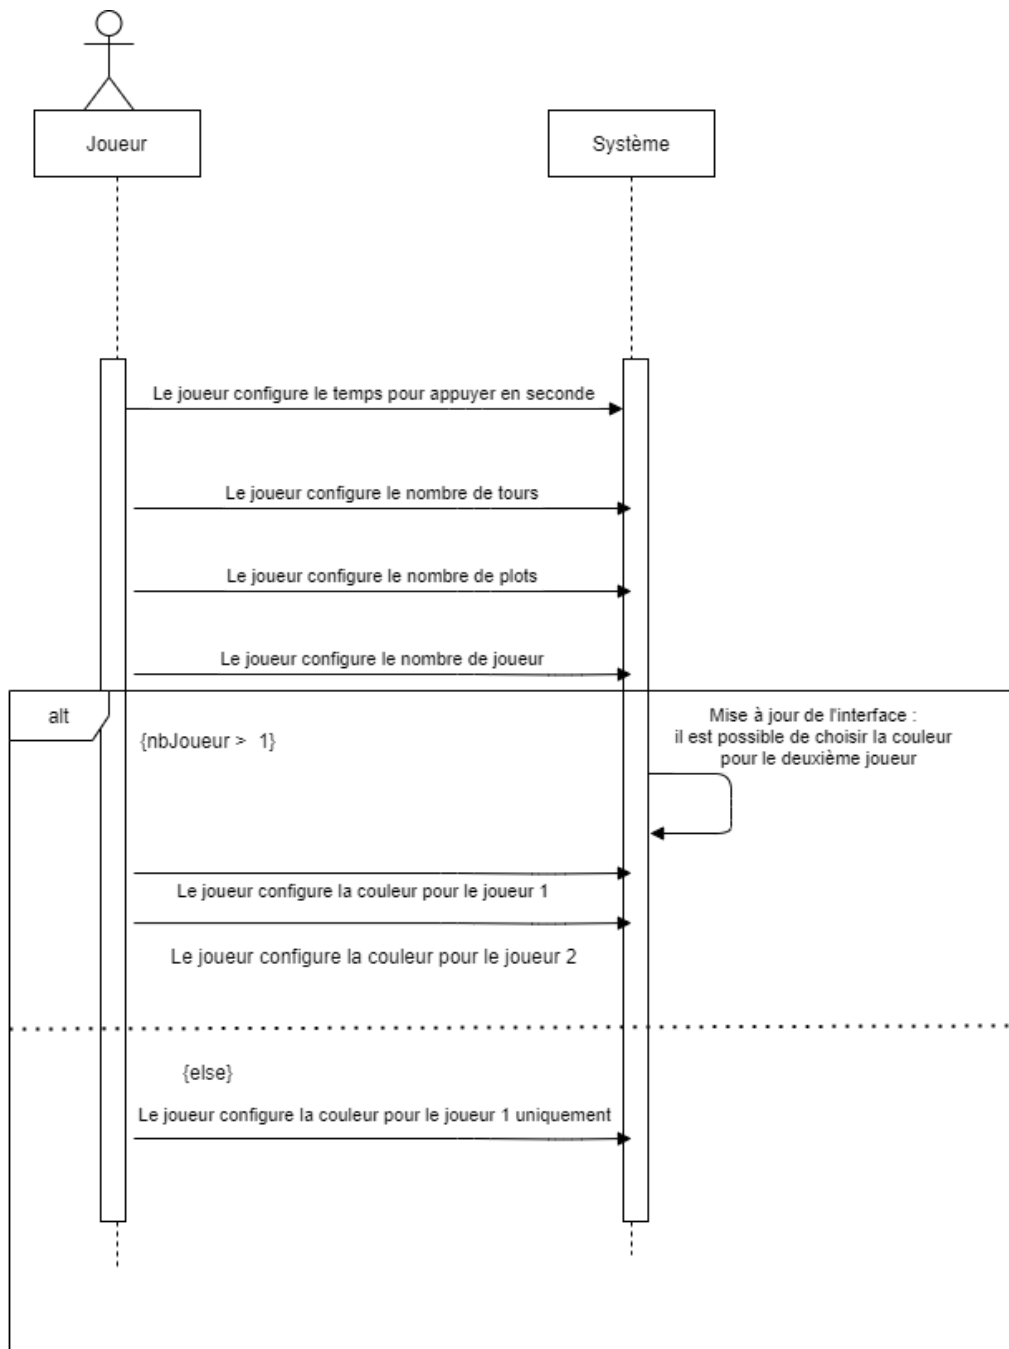 Joueur
Système
Le joueur configure le temps pour appuyer en seconde
Le joueur configure le nombre de tours
Le joueur configure le nombre de plots
Le joueur configure le nombre de joueur
alt
{nbJoueur > 1}
Mise à jour de l'interface :
il est possible de choisir la couleur
pour le deuxième joueur
Le joueur configure la couleur pour le joueur 1
Le joueur configure la couleur pour le joueur 2
{else}
Le joueur configure la couleur pour le joueur 1 uniquement